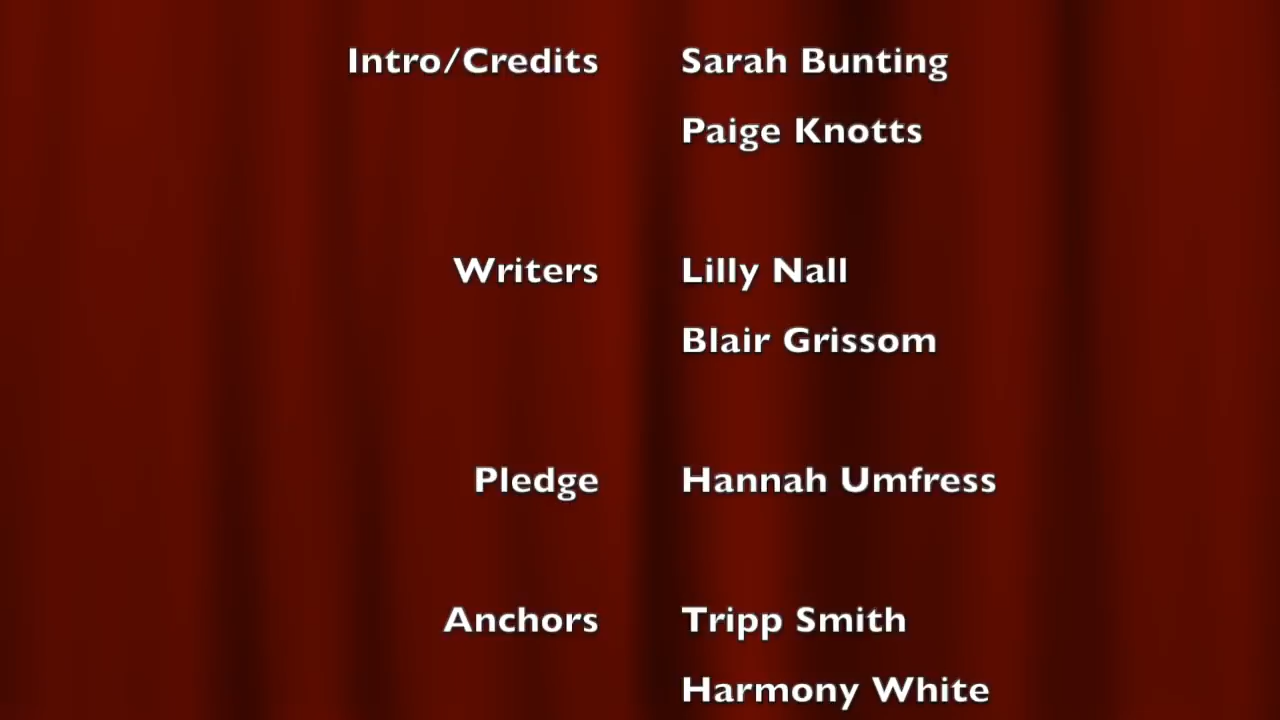 Intro/Credits Sarah Bunting
Paige Knotts
Writers Lilly Nall
Blair Grissom
Pledge Hannah Umfress
Anchors Tripp Smith
Harmony White